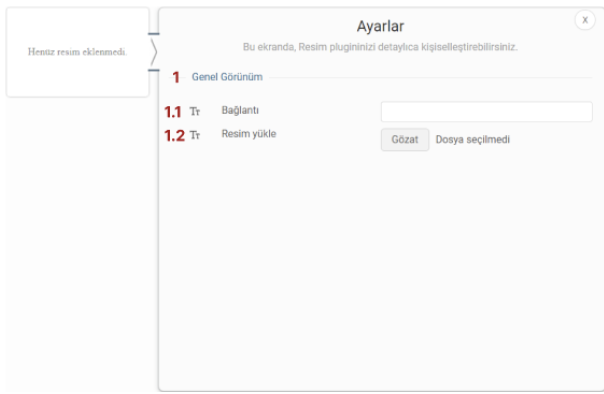 Henüz resim eklenmedi.
Ayarlar
x
Bu ekranda, Resim plugininizi detaylıca kişiselleştirebilirsiniz.
1 Genel Görünüm
1.1 Tr Bağlantı
1.2 Tr Resim yükle Gözat Dosya seçilmedi